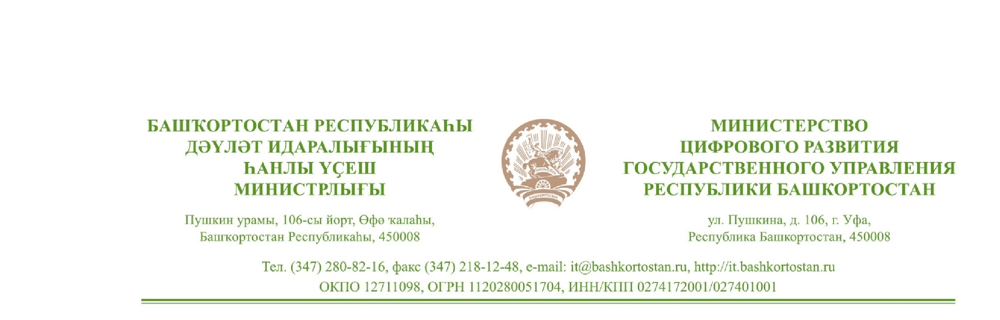 БАШҠОРТОСТАН РЕСПУБЛИКАҺЫ
ДӘҮЛӘТ ИДАРАЛЫҒЫНЫҢ
ҺАНЛЫ ҮҪЕШ
МИНИСТРЛЫҒЫ
Пушкин урамы, 106-сы йорт, Өфө ҡалаһы,
Башҡортостан Республикаһы, 450008
БАШҠОРТОСТАН
МИНИСТЕРСТВО
ЦИФРОВОГО РАЗВИТИЯ
ГОСУДАРСТВЕННОГО УПРАВЛЕНИЯ
РЕСПУБЛИКИ БАШКОРТОСТАН
ул. Пушкина, д. 106, г. Уфа,
Республика Башкортостан, 450008
Тел. (347) 280-82-16, факс (347) 218-12-48, e-mail: it@bashkortostan.ru, http://it.bashkortostan.ru
ОКПО 12711098, ОГРН 1120280051704, ИНН/КПП 0274172001/027401001